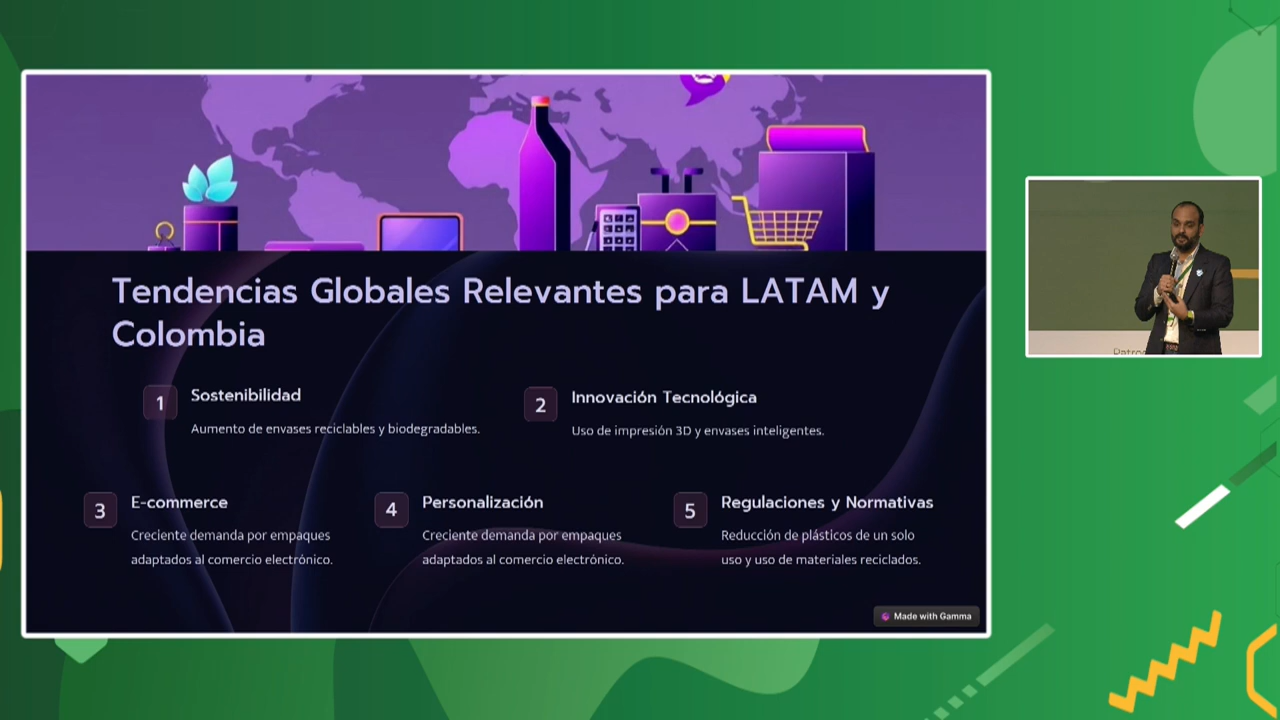 Tendencias Globales Relevantes para LATAM y
Colombia
1
Sostenibilidad
Aumento de envases reciclables y biodegradables.
2
Innovación Tecnológica
Uso de impresión 3D y envases inteligentes.
3
E-commerce
Creciente demanda por empaques
adaptados al comercio electrónico.
4
Personalización
Creciente demanda por empaques
adaptados al comercio electrónico.
5
Regulaciones y Normativas
Reducción de plásticos de un solo
uso y uso de materiales reciclados.
Made with Gamma